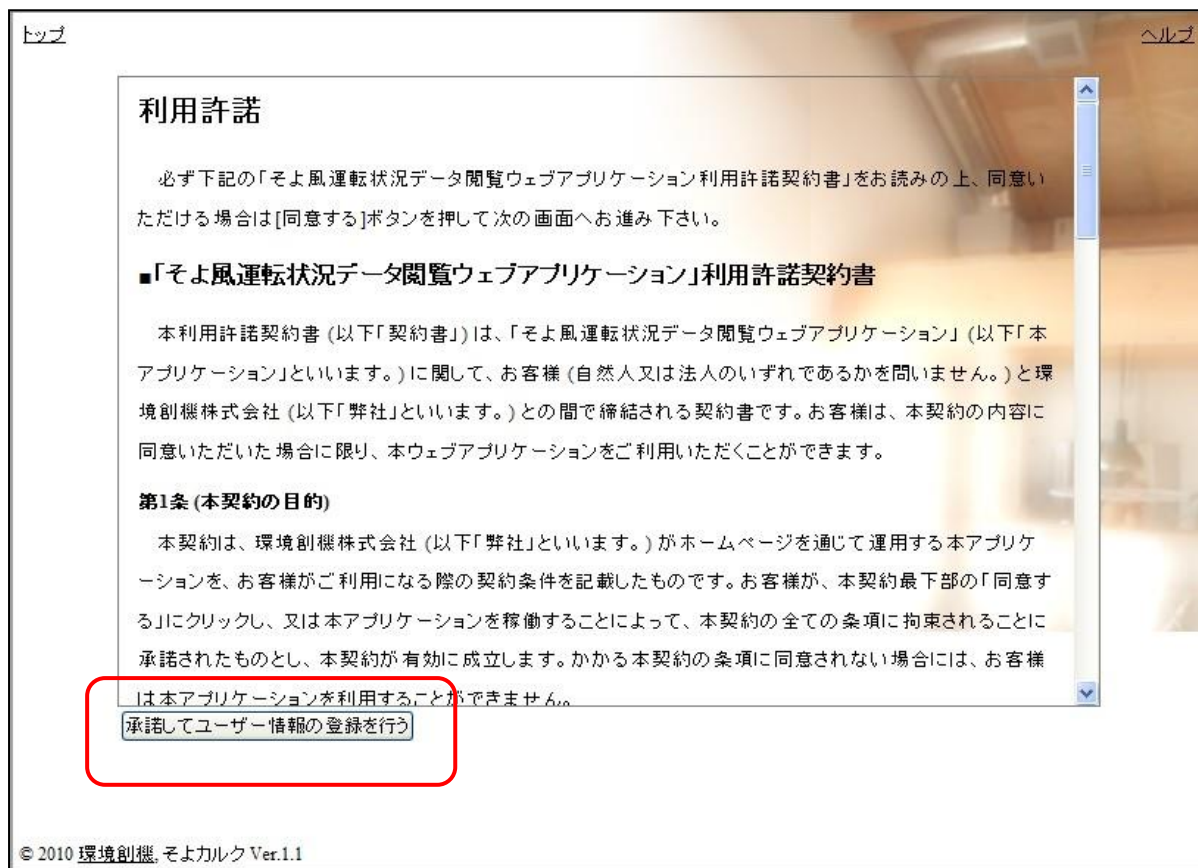 トップ
ヘルプ
利用許諾
必ず下記の「そよ風運転状況データ閲覧ウェブアプリケーション利用許諾契約書」をお読みの上、同意い
ただける場合は[同意する]ボタンを押して次の画面へお進み下さい。
■「そよ風運転状況データ閲覧ウェブアプリケーション」利用許諾契約書
本利用許諾契約書 (以下「契約書」) は、「そよ風運転状況データ閲覧ウェブアプリケーション」 (以下「本
アプリケーション」といいます。) に関して、お客様 (自然人又は法人のいずれであるかを問いません。) と環
境創機株式会社 (以下「弊社」といいます。) との間で締結される契約書です。お客様は、本契約の内容に
同意いただいた場合に限り、本ウェブアプリケーションをご利用いただくことができます。
第1条 (本契約の目的)
本契約は、環境創機株式会社 (以下「弊社」といいます。) がホームページを通じて運用する本アプリケ
ーションを、お客様がご利用になる際の契約条件を記載したものです。お客様が、本契約最下部の「同意す
る」にクリックし、又は本アプリケーションを稼働することによって、本契約の全ての条項に拘束されることに
承諾されたものとし、本契約が有効に成立します。かかる本契約の条項に同意されない場合には、お客様
は本アプリケーションを利用することができません。
承諾してユーザー情報の登録を行う
© 2010 環境創機, そよカルク Ver.1.1